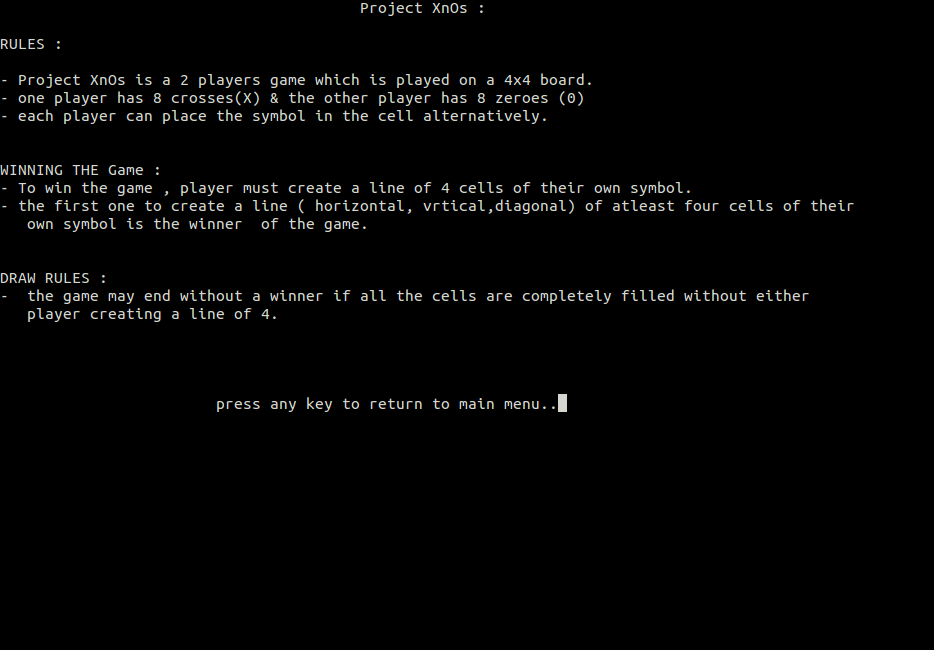 Project XnOs :
RULES :
- Project XnOs is a 2 players game which is played on a 4x4 board.
- one player has 8 crosses(X) & the other player has 8 zeroes (0)
- each player can place the symbol in the cell alternatively.
WINNING THE Game :
- To win the game , player must create a line of 4 cells of their own symbol.
- the first one to create a line ( horizontal, vrtical,diagonal) of atleast four cells of their
own symbol is the winner  of the game.
DRAW RULES :
-  the game may end without a winner if all the cells are completely filled without either
player creating a line of 4.
press any key to return to main menu..